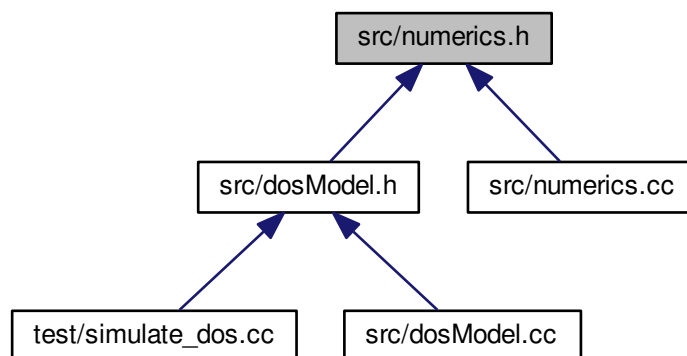 src/numerics.h
src/dosModel.h
src/numerics.cc
test/simulate_dos.cc
src/dosModel.cc